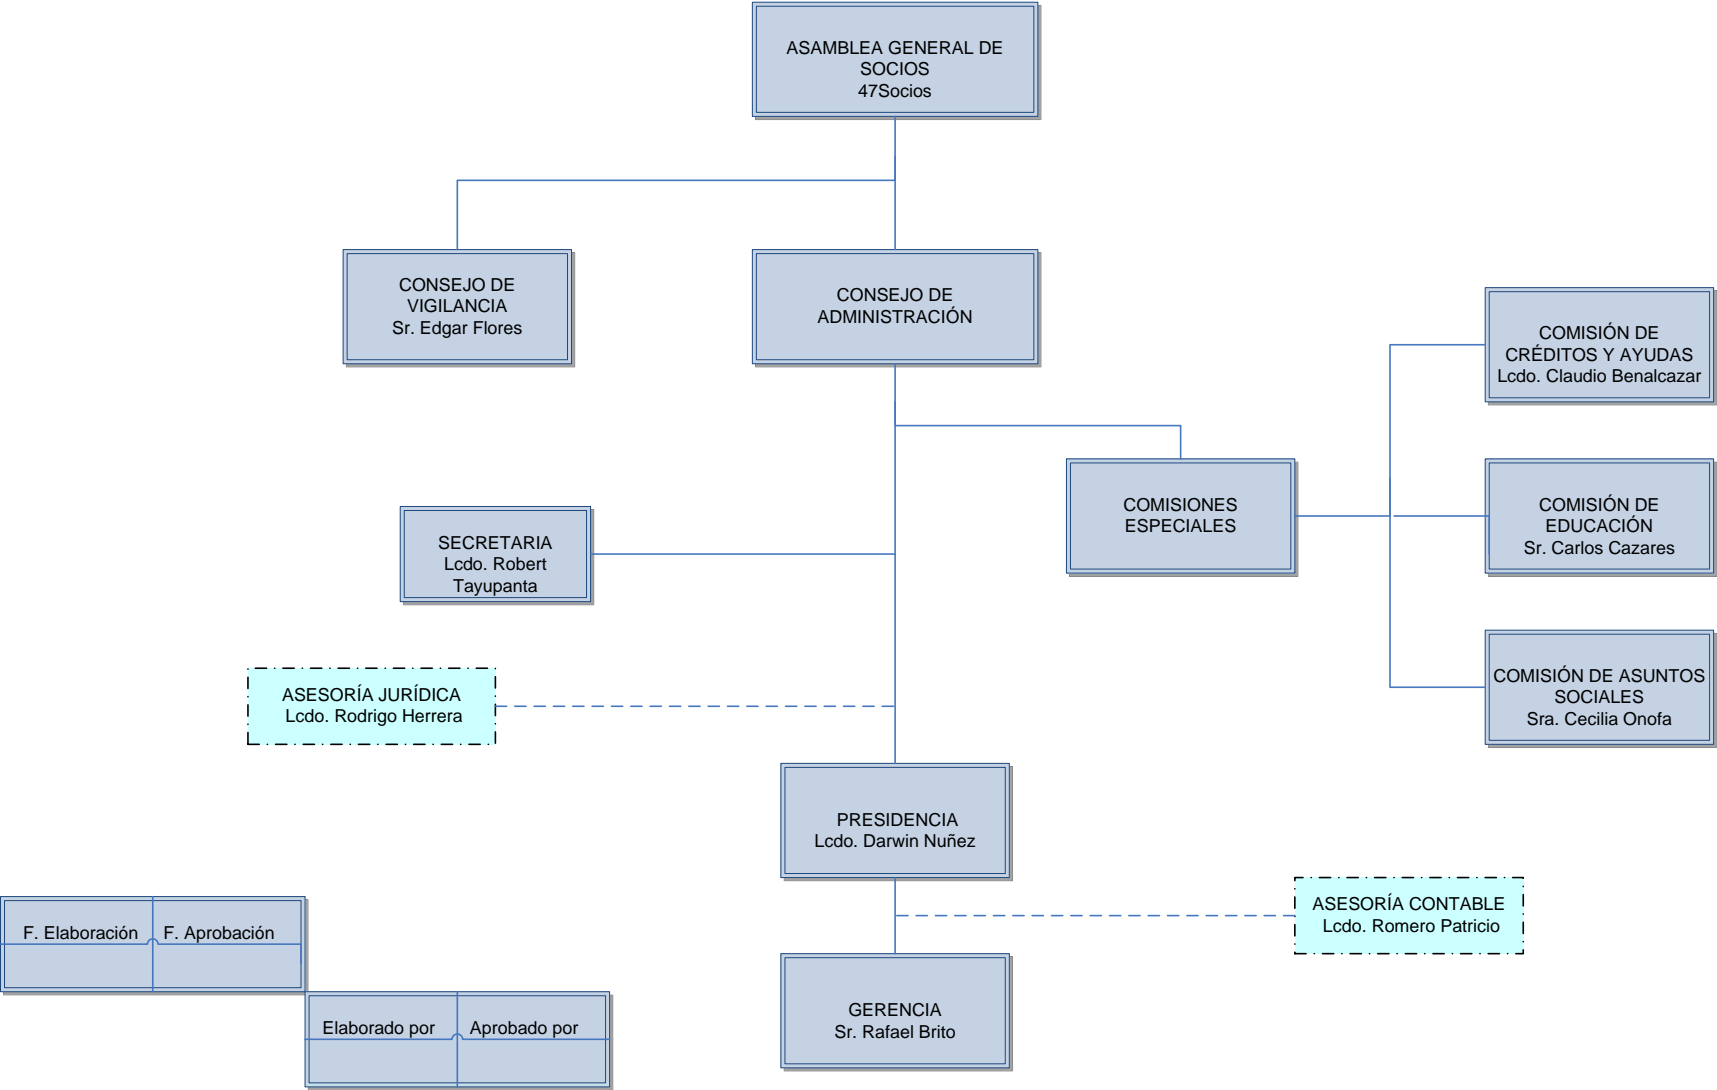 ASAMBLEA GENERAL DE
SOCIOS
47Socios
CONSEJO DE
VIGILANCIA
Sr. Edgar Flores
CONSEJO DE
ADMINISTRACIÓN
COMISIÓN DE
CRÉDITOS Y AYUDAS
Lcdo. Claudio Benalcazar
COMISIONES
ESPECIALES
COMISIÓN DE
EDUCACIÓN
Sr. Carlos Cazares
SECRETARIA
Lcdo. Robert
Tayupanta
COMISIÓN DE ASUNTOS
SOCIALES
Sra. Cecilia Onofa
ASESORÍA JURÍDICA
Lcdo. Rodrigo Herrera
PRESIDENCIA
Lcdo. Darwin Nuñez
ASESORÍA CONTABLE
Lcdo. Romero Patricio
F. Elaboración F. Aprobación
GERENCIA
Sr. Rafael Brito
Elaborado por Aprobado por